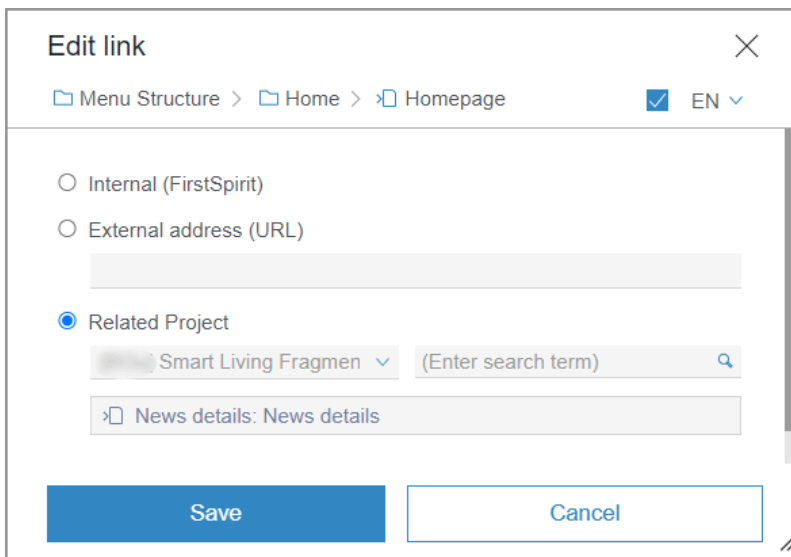 Edit link
Menu Structure > Home > Homepage EN
Internal (FirstSpirit)
External address (URL)
Related Project
Smart Living Fragmen (Enter search term)
News details: News details
Save Cancel